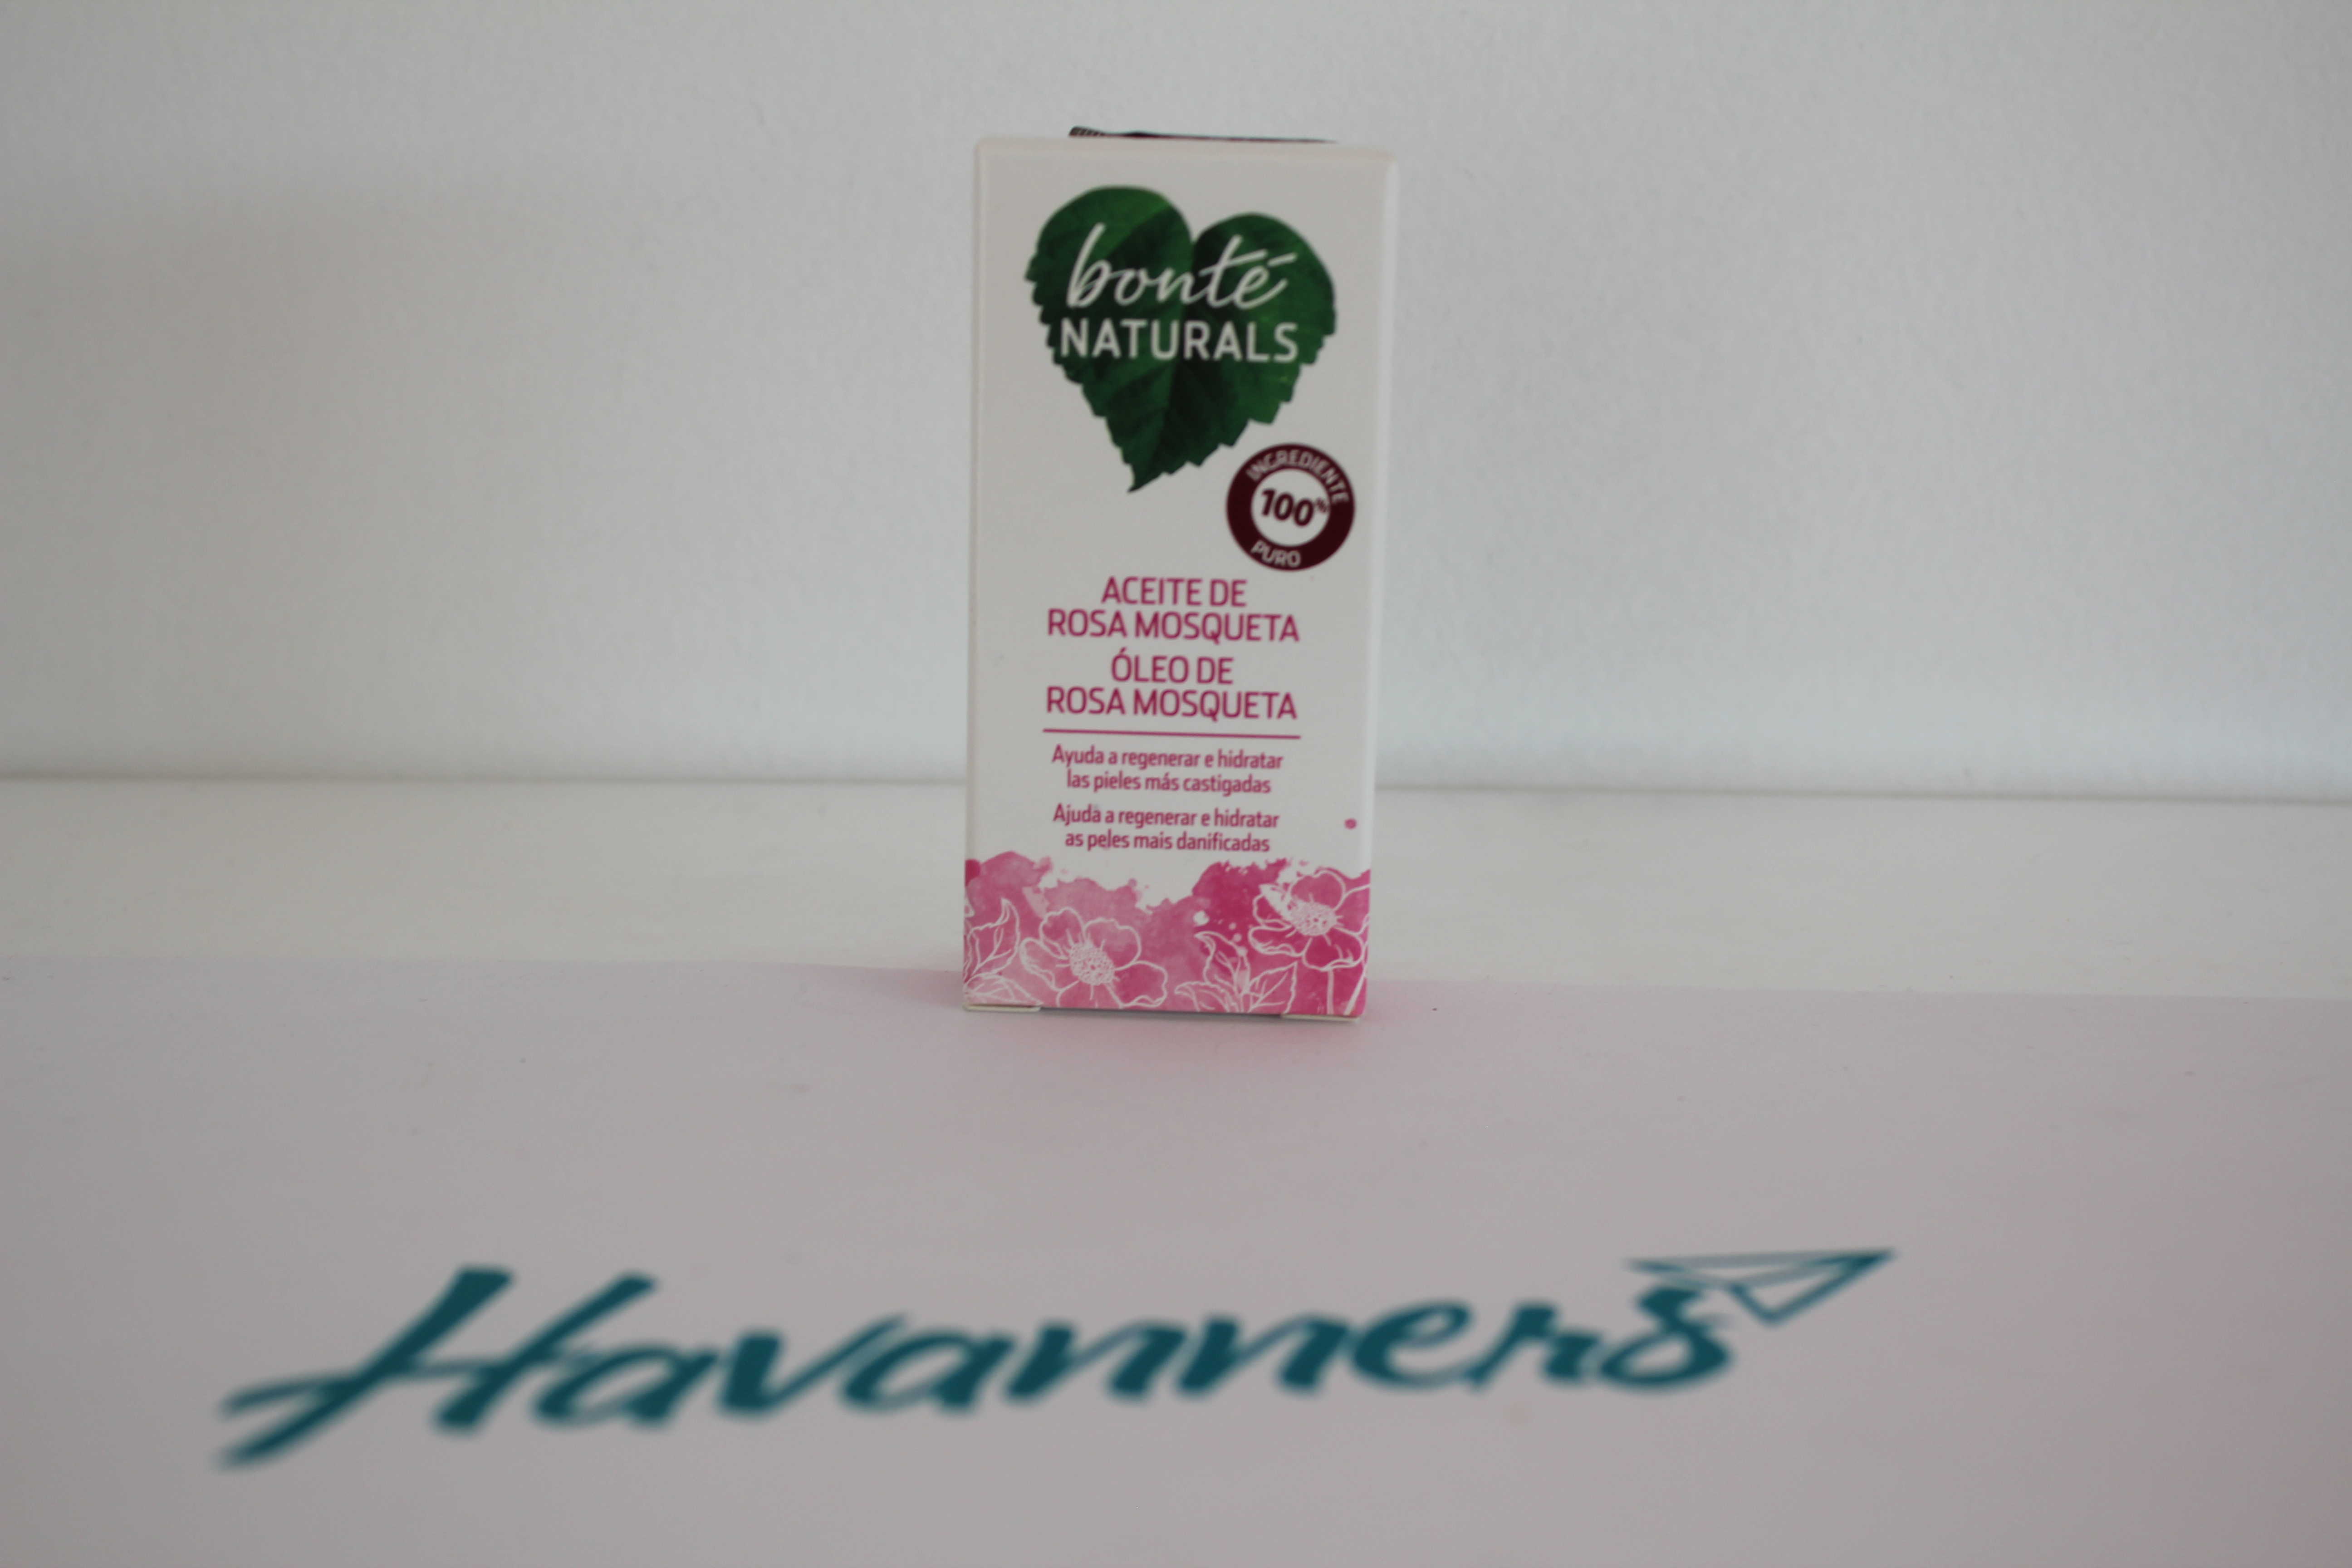 bonté
NATURALS
INGREDIENTE
100%
PURO
ACEITE DE
ROSA MOSQUETA
ÓLEO DE
ROSA MOSQUETA
Ayuda a regenerar e hidratar
las pieles más castigadas
Ajuda a regenerar e hidratar
as peles mais danificadas
Havanners